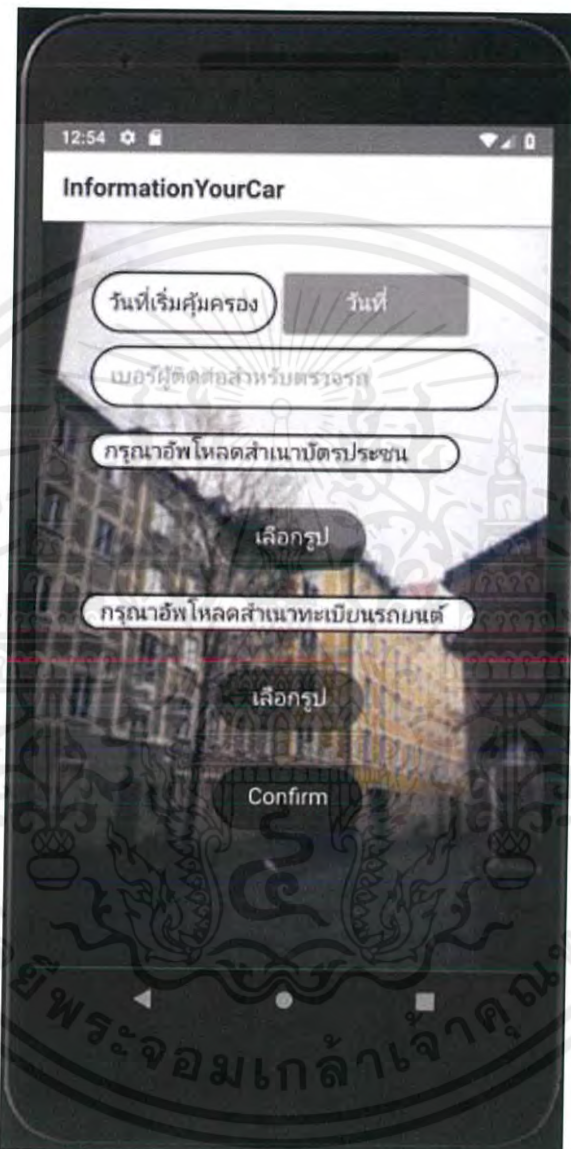 12:54
InformationYourCar
วันที่เริ่มคุ้มครอง วันที่
เบอร์ผู้ติดต่อสำหรับตรวจรถ
กรุณาอัพโหลดสำเนาบัตรประชน
เลือกรูป
กรุณาอัพโหลดสำเนาทะเบียนรถยนต์
เลือกรูป
Confirm
พระจอมเกล้าเจ้าคุณ